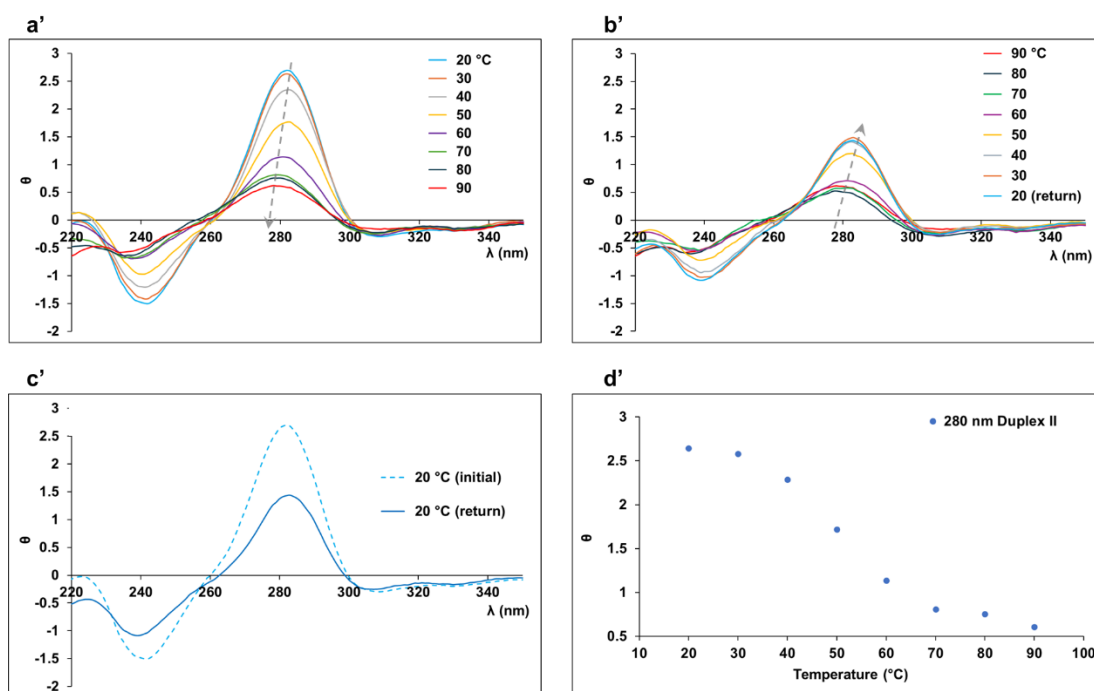 a’
3
2.5
2
1.5
1
0.5
0
-0.5
-1
-1.5
-2
θ
220 240 260 280 300 320 340
λ (nm)
20 °C
30
40
50
60
70
80
90
b’
3
2.5
2
1.5
1
0.5
0
-0.5
-1
-1.5
-2
θ
220 240 260 280 300 320 340
λ (nm)
90 °C
80
70
60
50
40
30
20 (return)
c’
3
2.5
2
1.5
1
0.5
0
-0.5
-1
-1.5
-2
θ
220 240 260 280 300 320 340
λ (nm)
20 °C (initial)
20 °C (return)
d’
3
2.5
2
1.5
1
0.5
θ
10 20 30 40 50 60 70 80 90 100
Temperature (°C)
280 nm Duplex II